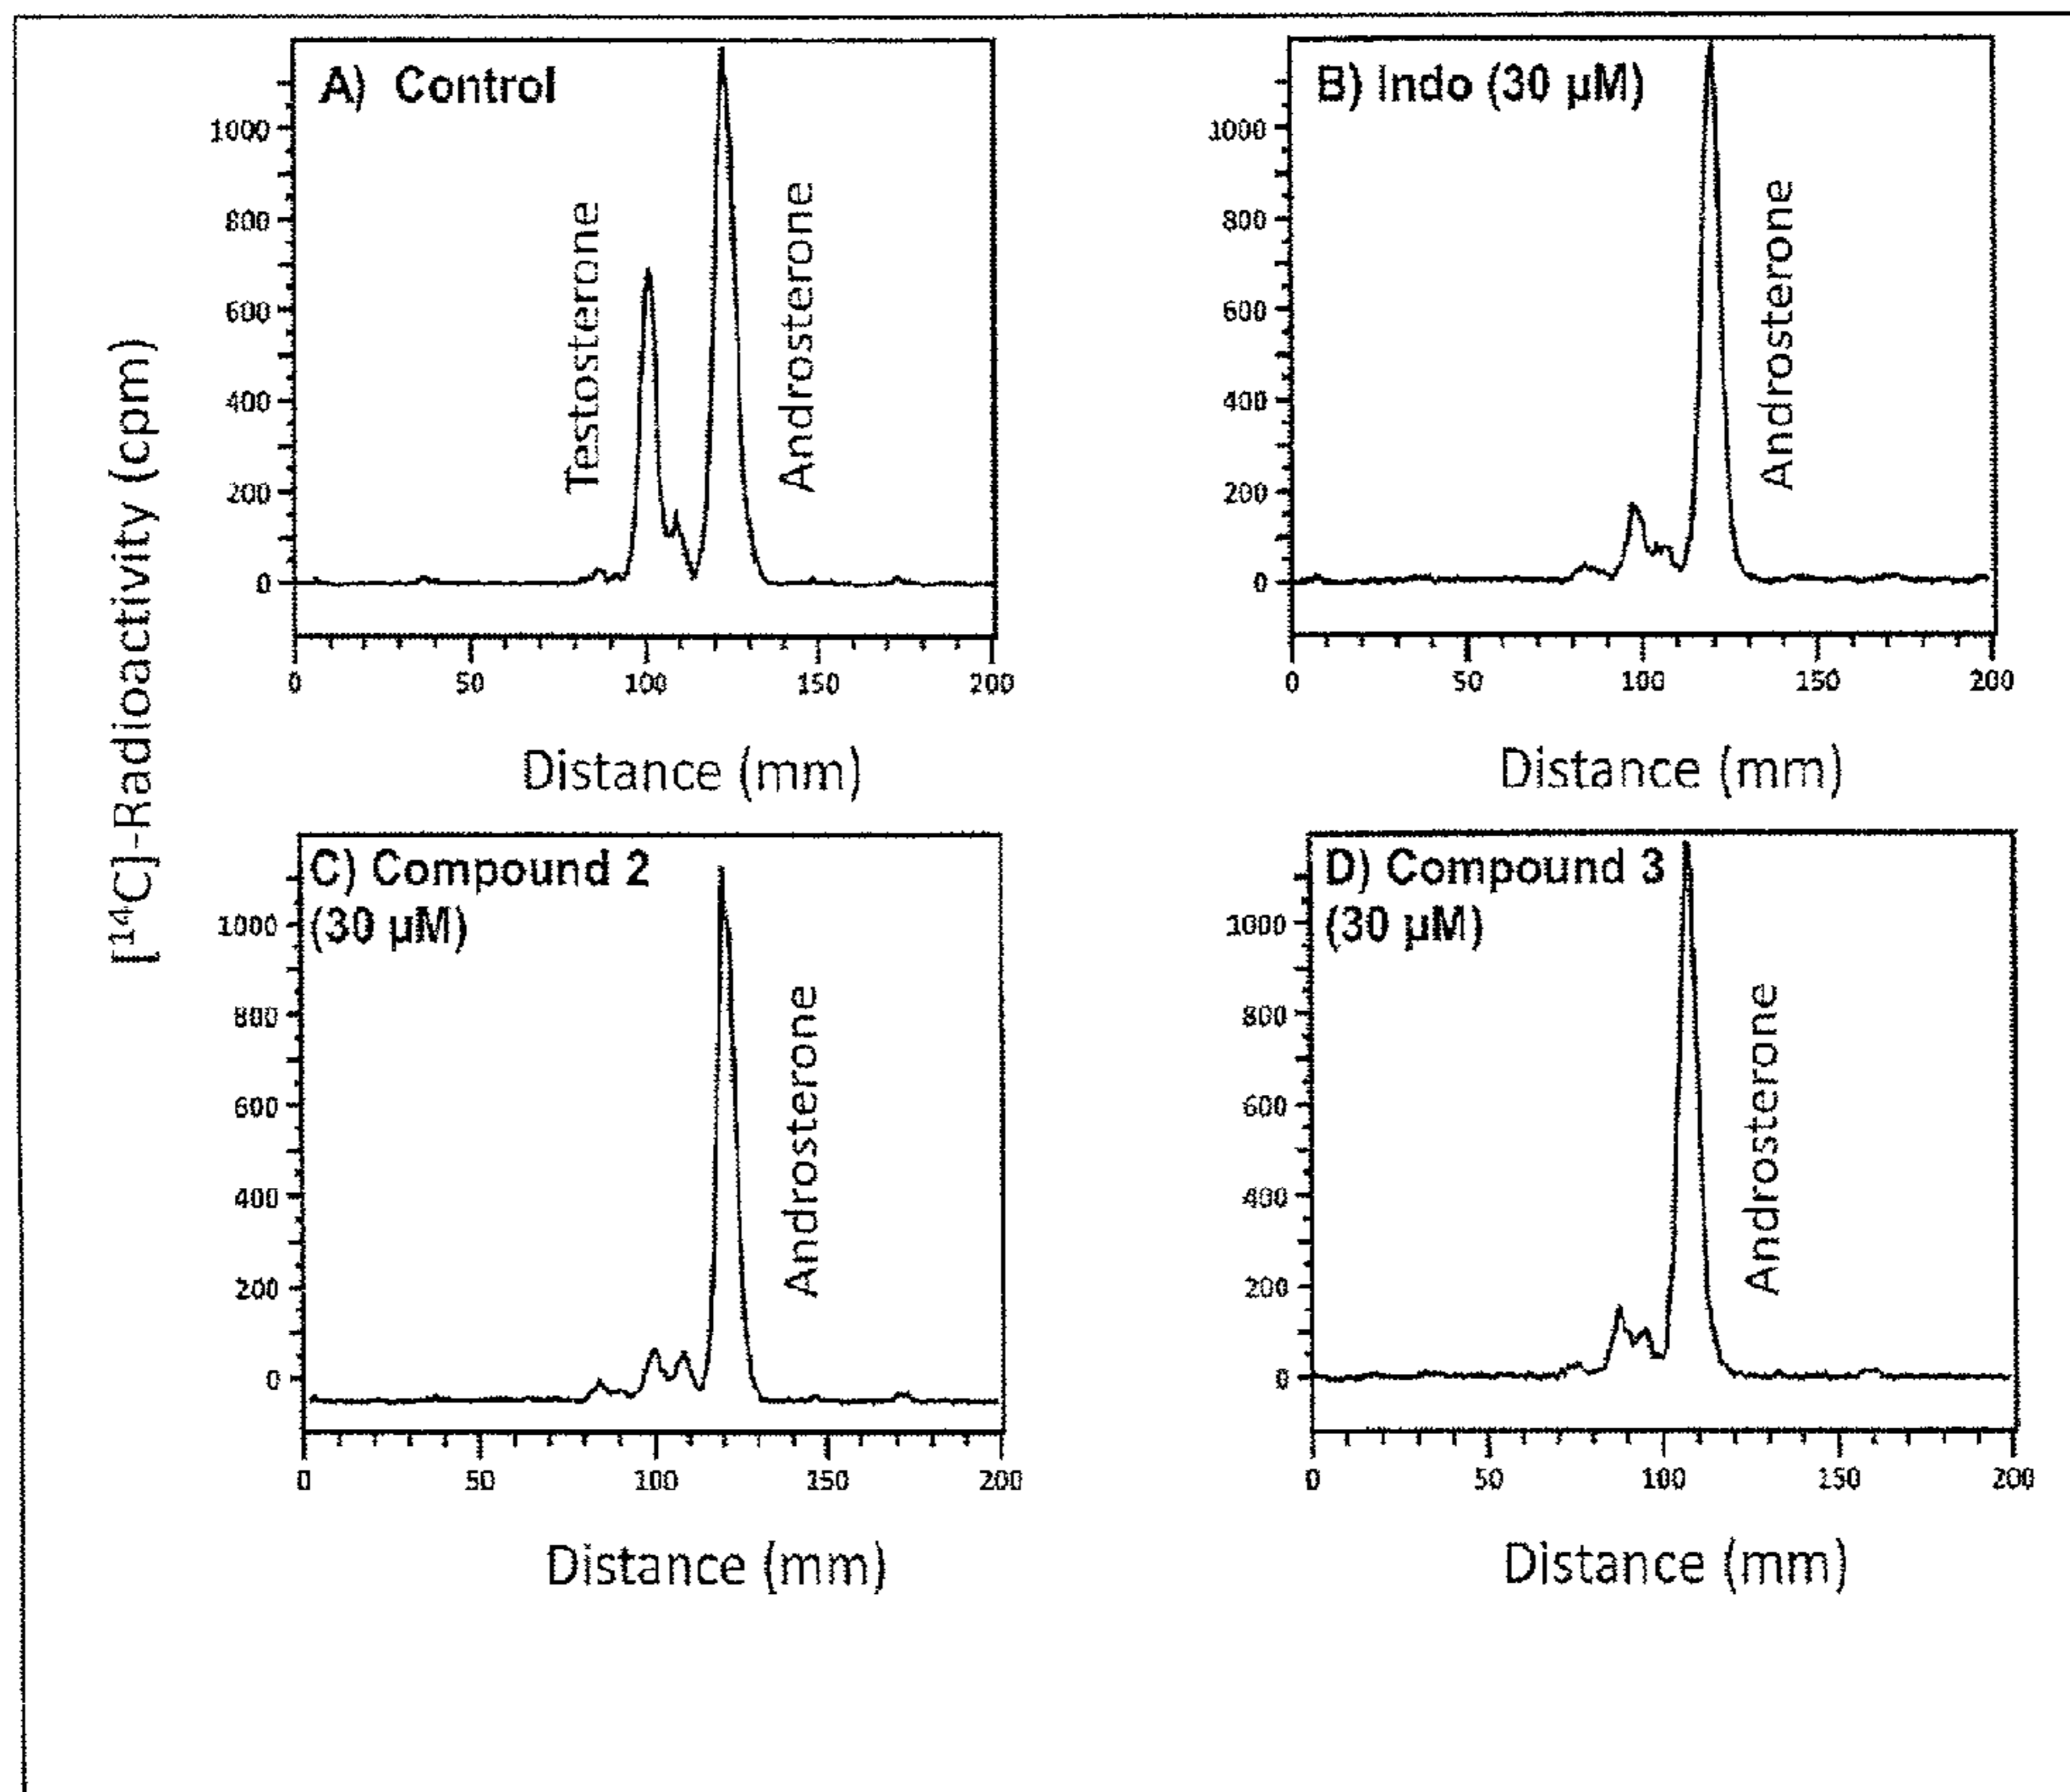 [¹⁴C]-Radioactivity (cpm)
A) Control
1000
800
600
400
200
0
Testosterone
Androsterone
0 50 100 150 200
Distance (mm)
B) Indo (30 µM)
1000
800
600
400
200
0
Androsterone
0 50 100 150 200
Distance (mm)
C) Compound 2
(30 µM)
1000
800
600
400
200
0
Androsterone
0 50 100 150 200
Distance (mm)
D) Compound 3
(30 µM)
1000
800
600
400
200
0
Androsterone
0 50 100 150 200
Distance (mm)